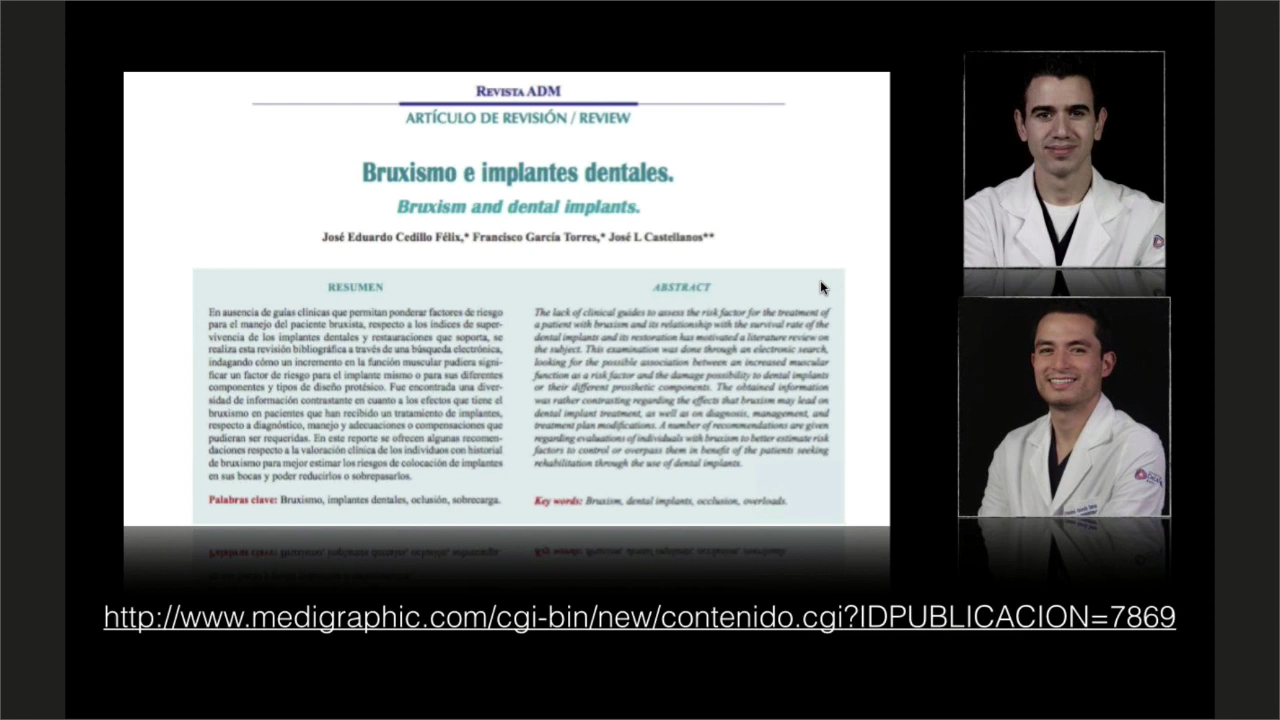 REVISTA ADM
ARTÍCULO DE REVISIÓN / REVIEW
Bruxismo e implantes dentales.
Bruxism and dental implants.
José Eduardo Cedillo Félix,* Francisco García Torres,* José L Castellanos**
RESUMEN
En ausencia de guías clínicas que permitan ponderar factores de riesgo
para el manejo del paciente bruxista, respecto a los índices de super-
vivencia de los implantes dentales y restauraciones que soporta, se
realiza esta revisión bibliográfica a través de una búsqueda electrónica,
indagando cómo un incremento en la función muscular pudiera signi-
ficar un factor de riesgo para el implante mismo o para sus diferentes
componentes y tipos de diseño protésico. Fue encontrada una diver-
sidad de información contrastante en cuanto a los efectos que tiene el
bruxismo en pacientes que han recibido un tratamiento de implantes,
respecto a diagnóstico, manejo y adecuaciones o compensaciones que
pudieran ser requeridas. En este reporte se ofrecen algunas recomen-
daciones respecto a la valoración clínica de los individuos con historial
de bruxismo para mejor estimar los riesgos de colocación de implantes
en sus bocas y poder reducirlos o sobrepasarlos.
Palabras clave: Bruxismo, implantes dentales, oclusión, sobrecarga.
ABSTRACT
The lack of clinical guides to assess the risk factor for the treatment of
a patient with bruxism and its relationship with the survival rate of the
dental implants and its restoration has motivated a literature review on
the subject. This examination was done through an electronic search,
looking for the possible association between an increased muscular
function as a risk factor and the damage possibility to dental implants
or their different prosthetic components. The obtained information
was rather contrasting regarding the effects that bruxism may lead on
dental implant treatment, as well as on diagnosis, management, and
treatment plan modifications. A number of recommendations are given
regarding evaluations of individuals with bruxism to better estimate risk
factors to control or overpass them in benefit of the patients seeking
rehabilitation through the use of dental implants.
Key words: Bruxism, dental implants, occlusion, overloads.
http://www.medigraphic.com/cgi-bin/new/contenido.cgi?IDPUBLICACION=7869